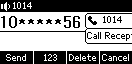 1014
10*****56
1014
Call Recept
Send 123 Delete Cancel